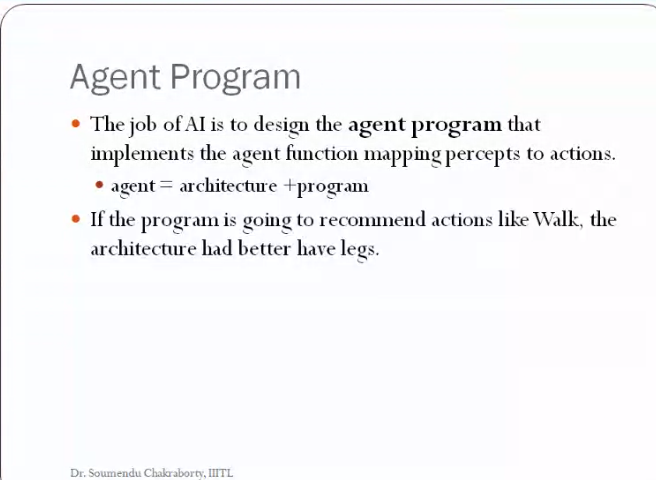 Agent Program
• The job of AI is to design the agent program that
implements the agent function mapping percepts to actions.
• agent = architecture +program
• If the program is going to recommend actions like Walk, the
architecture had better have legs.
Dr. Soumendu Chakraborty, IIITL